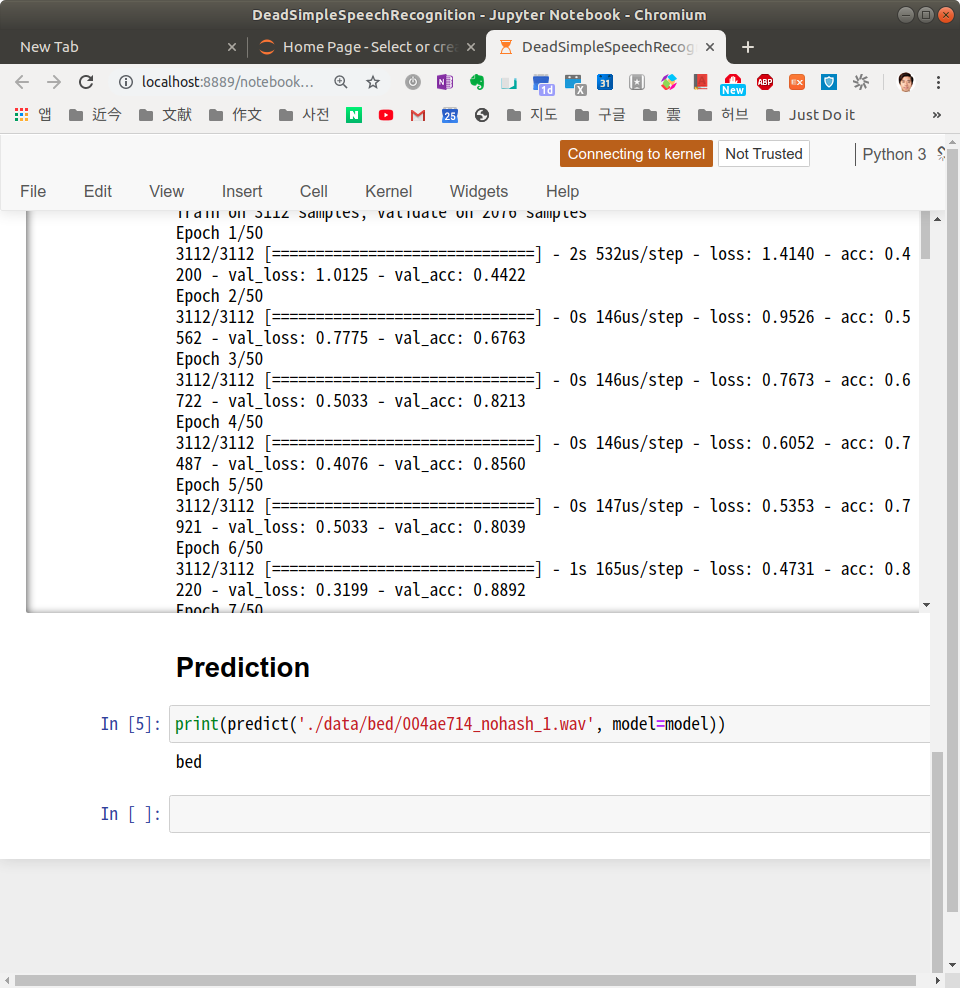 DeadSimpleSpeechRecognition - Jupyter Notebook - Chromium
New Tab
Home Page - Select or crea
DeadSimpleSpeechRecog
localhost:8889/notebook...
1d
X
31
New
ABP
앱
近今
文献
作文
사전
N
25
지도
구글
雲
허브
Just Do it
»
Connecting to kernel
Not Trusted
Python 3
File Edit View Insert Cell Kernel Widgets Help
Train on 3112 samples, validate on 2076 samples
Epoch 1/50
3112/3112 [==============================] - 2s 532us/step - loss: 1.4140 - acc: 0.4
200 - val_loss: 1.0125 - val_acc: 0.4422
Epoch 2/50
3112/3112 [==============================] - 0s 146us/step - loss: 0.9526 - acc: 0.5
562 - val_loss: 0.7775 - val_acc: 0.6763
Epoch 3/50
3112/3112 [==============================] - 0s 146us/step - loss: 0.7673 - acc: 0.6
722 - val_loss: 0.5033 - val_acc: 0.8213
Epoch 4/50
3112/3112 [==============================] - 0s 146us/step - loss: 0.6052 - acc: 0.7
487 - val_loss: 0.4076 - val_acc: 0.8560
Epoch 5/50
3112/3112 [==============================] - 0s 147us/step - loss: 0.5353 - acc: 0.7
921 - val_loss: 0.5033 - val_acc: 0.8039
Epoch 6/50
3112/3112 [==============================] - 1s 165us/step - loss: 0.4731 - acc: 0.8
220 - val_loss: 0.3199 - val_acc: 0.8892
Epoch 7/50
Prediction
In [5]: print(predict('./data/bed/004ae714_nohash_1.wav', model=model))
bed
In [ ]: